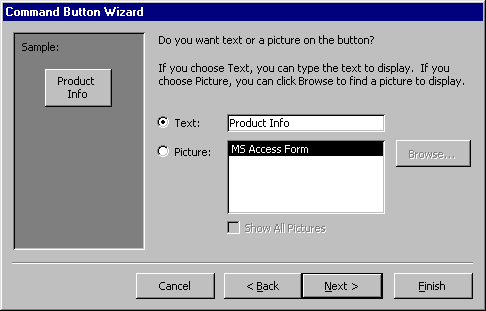 Command Button Wizard
Sample:
Product
Info
Do you want text or a picture on the button?
If you choose Text, you can type the text to display. If you
choose Picture, you can click Browse to find a picture to display.
Text:
Product Info
Picture:
MS Access Form
Browse...
Show All Pictures
Cancel
< Back
Next >
Finish